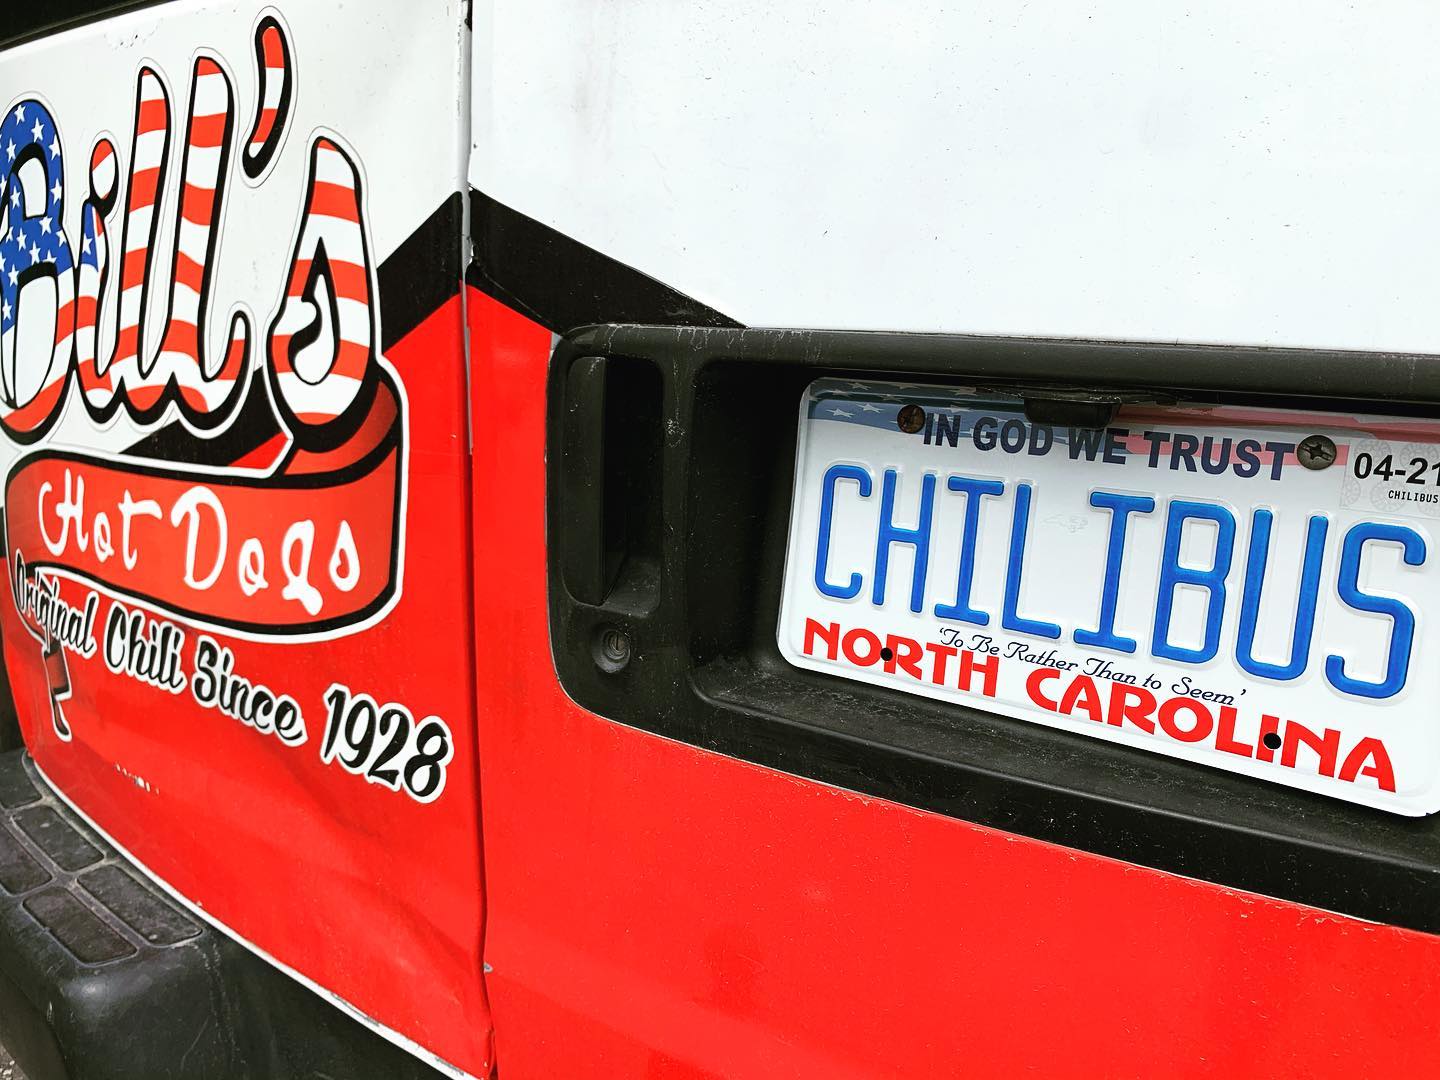 Bill's
Hot Dogs
Original Chili Since 1928
IN GOD WE TRUST
04-21
CHILIBUS
CHILIBUS
'To Be Rather Than to Seem'
NORTH CAROLINA